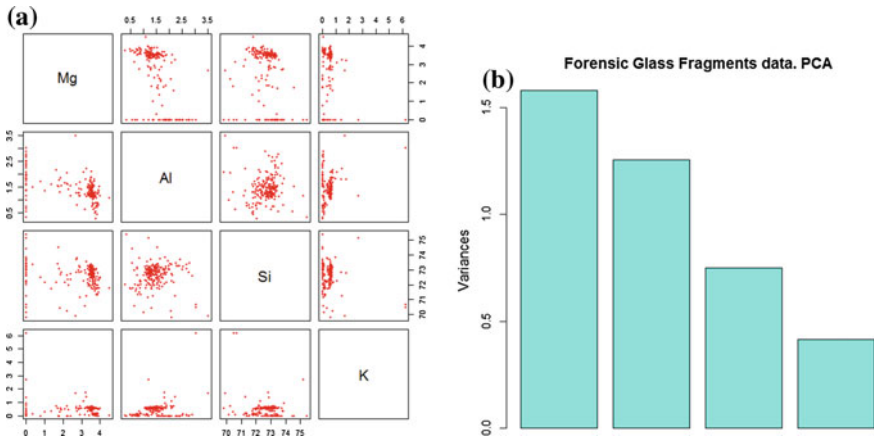 (a)
0.5 1.5 2.5 3.5
0 1 2 3 4 5 6
Mg
0 1 2 3 4
0.5 1.5 2.5 3.5
Al
Si
70 71 72 73 74 75
0 1 2 3 4 5 6
K
0 1 2 3 4
70 71 72 73 74 75
(b)
Forensic Glass Fragments data. PCA
Variances
0.0 0.5 1.0 1.5